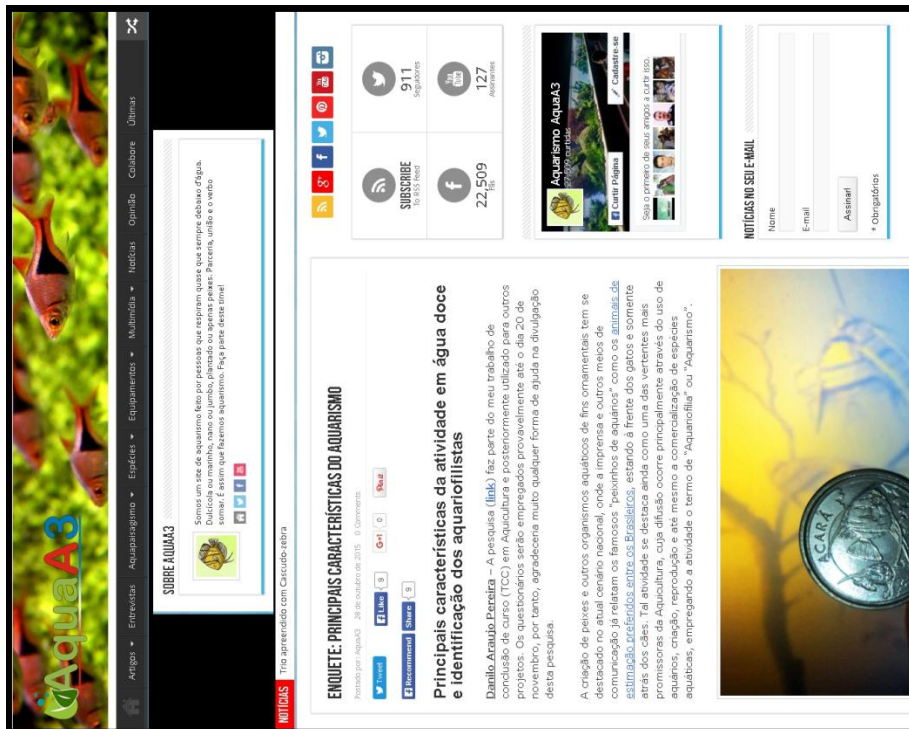 AquaA3
Artigos
Entrevistas
Aquapaisagismo
Espécies
Equipamentos
Multimídia
Notícias
Opinião
Colabore
Últimas
SOBRE AQUAA3
Somos um site de aquarismo feito por pessoas que respiram quase que sempre debaixo d'água.
Dulcícola ou marinho, nano ou jumbo, plantado ou apenas peixes. Parceria, união e o verbo
somar. É assim que fazemos aquarismo. Faça parte deste time!
NOTÍCIAS Trio apreendido com Cascudo-zebra
ENQUETE: PRINCIPAIS CARACTERÍSTICAS DO AQUARISMO
Postado por: AquaA3 28 de outubro de 2015 0 Comments
Tweet
Like 9
G+1 0
Pin it
Recommend Share 9
Principais características da atividade em água doce
e identificação dos aquariofilistas
Danilo Araujo Pereira – A pesquisa (link) faz parte do meu trabalho de
conclusão de curso (TCC) em Aquicultura e posteriormente utilizado para outros
projetos. Os questionários serão empregados provavelmente até o dia 20 de
novembro, por tanto, agradeceria muito qualquer forma de ajuda na divulgação
desta pesquisa.
A criação de peixes e outros organismos aquáticos de fins ornamentais tem se
destacado no atual cenário nacional, onde a imprensa e outros meios de
comunicação já relatam os famosos "peixinhos de aquários" como os animais de
estimação preferidos entre os Brasileiros, estando à frente dos gatos e somente
atrás dos cães. Tal atividade se destaca ainda como uma das vertentes mais
promissoras da Aquicultura, cuja difusão ocorre principalmente através do uso de
aquários, criação, reprodução e até mesmo a comercialização de espécies
aquáticas, empregando a atividade o termo de "Aquariofilia" ou "Aquarismo".
ACARÁ
SUBSCRIBE
To RSS Feed
911
Seguidores
22,509
Fãs
127
Assinantes
Aquarismo AquaA3
Curtir Página
Cadastre-se
Seja o primeiro de seus amigos a curtir isso.
NOTÍCIAS NO SEU E-MAIL
Nome
E-mail
Assinar!
* Obrigatórios